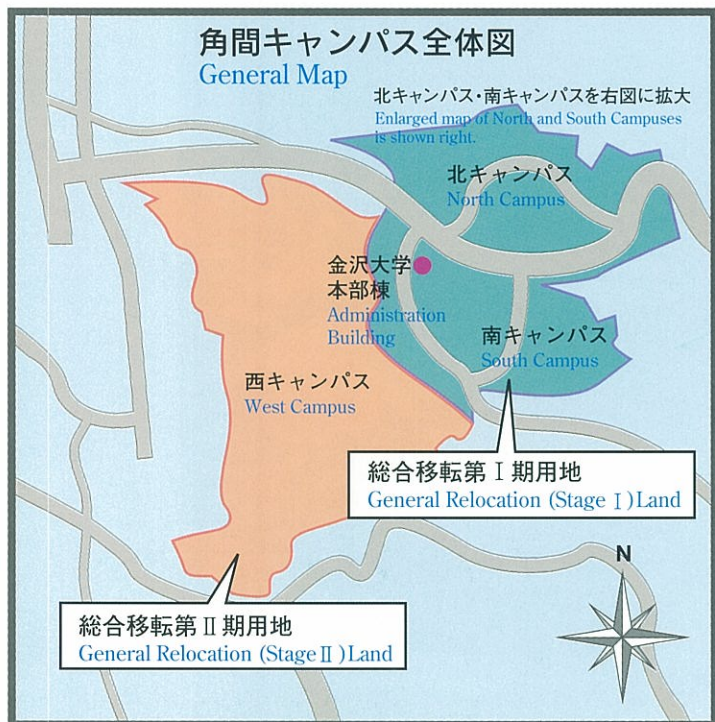 角間キャンパス全体図
General Map
北キャンパス・南キャンパスを右図に拡大
Enlarged map of North and South Campuses
is shown right.
北キャンパス
North Campus
金沢大学
本部棟
Administration
Building
南キャンパス
South Campus
西キャンパス
West Campus
総合移転第Ⅰ期用地
General Relocation (Stage Ⅰ)Land
N
総合移転第Ⅱ期用地
General Relocation (StageⅡ)Land